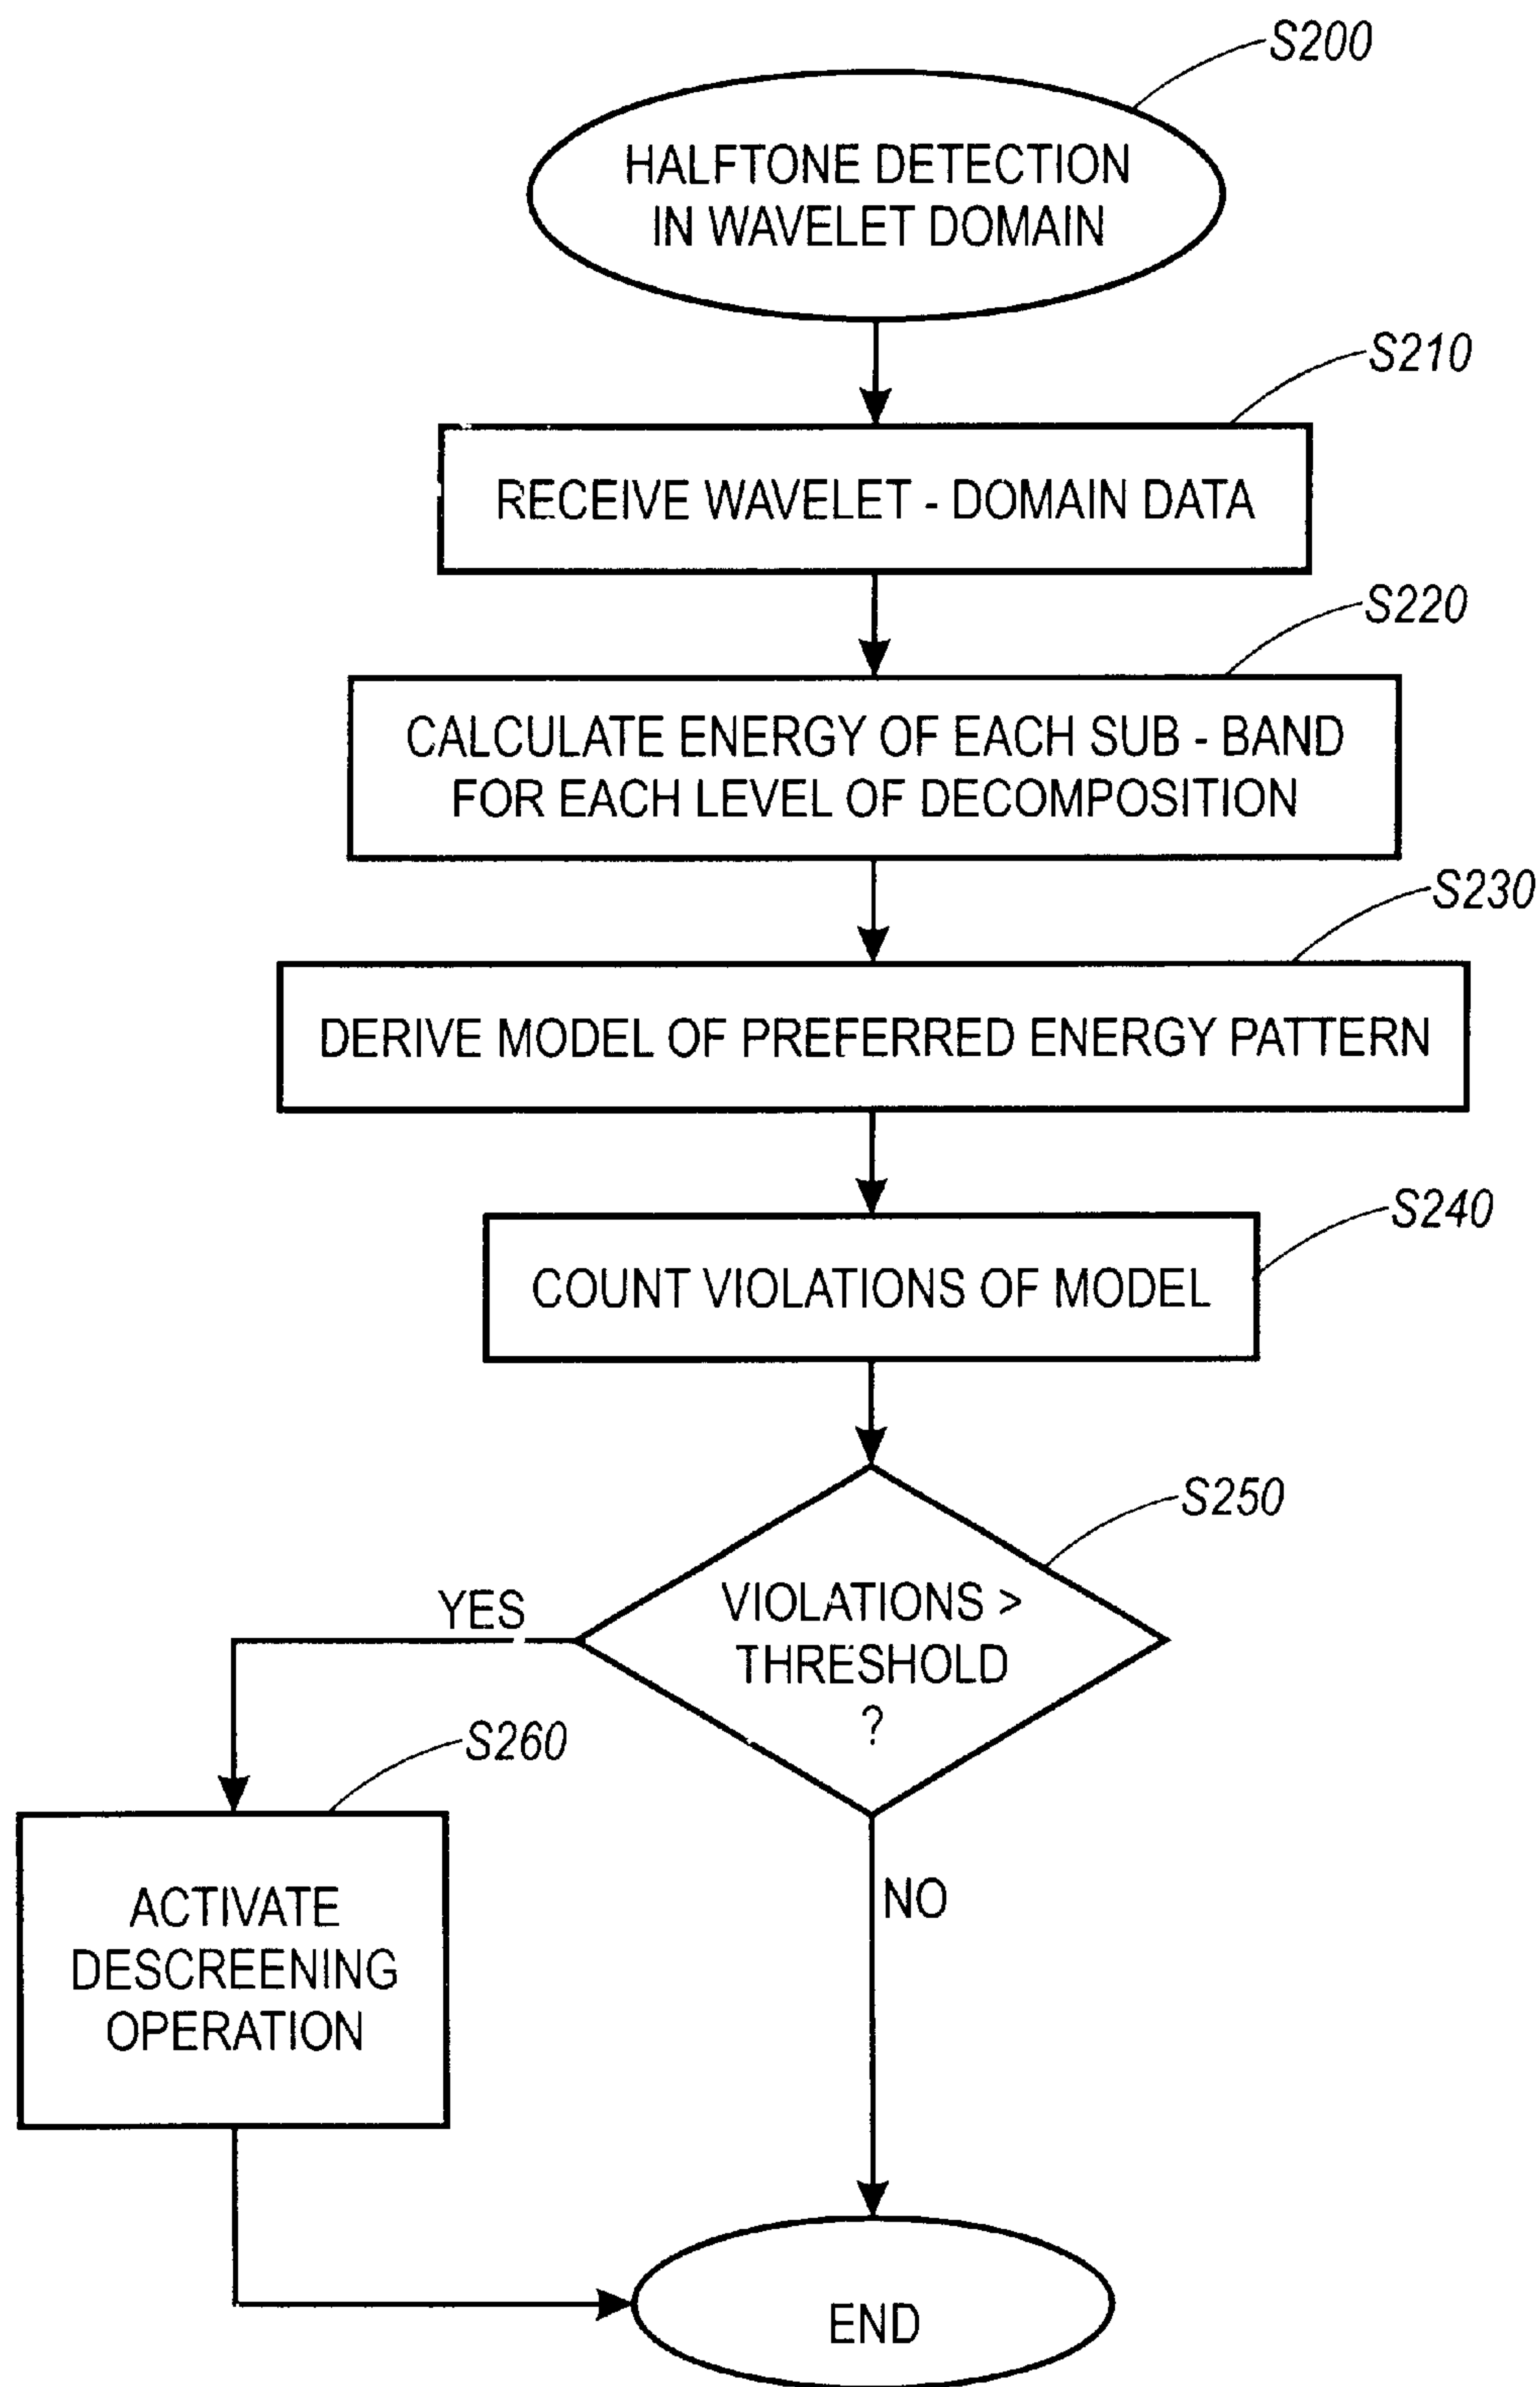 S200
HALFTONE DETECTION
IN WAVELET DOMAIN
S210
RECEIVE WAVELET - DOMAIN DATA
S220
CALCULATE ENERGY OF EACH SUB - BAND
FOR EACH LEVEL OF DECOMPOSITION
S230
DERIVE MODEL OF PREFERRED ENERGY PATTERN
S240
COUNT VIOLATIONS OF MODEL
S250
VIOLATIONS >
THRESHOLD
?
YES
S260
ACTIVATE
DESCREENING
OPERATION
NO
END